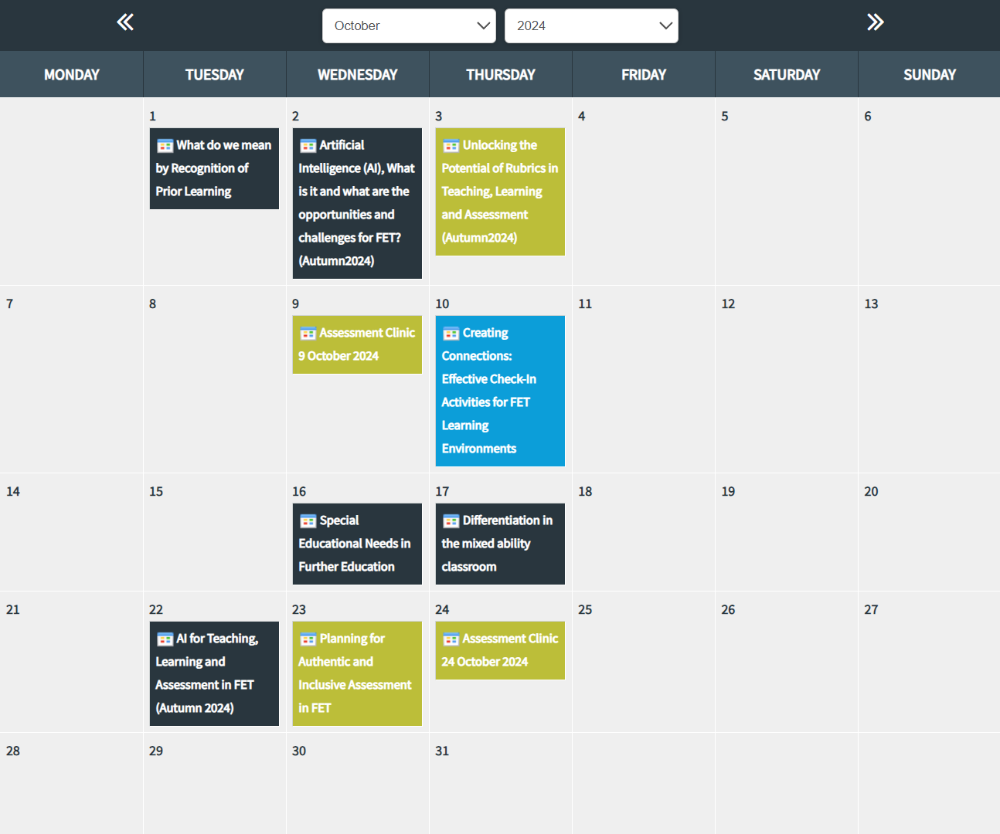 October
2024
MONDAY
TUESDAY
WEDNESDAY
THURSDAY
FRIDAY
SATURDAY
SUNDAY
1
What do we mean
by Recognition of
Prior Learning
2
Artificial
Intelligence (AI), What
is it and what are the
opportunities and
challenges for FET?
(Autumn2024)
3
Unlocking the
Potential of Rubrics in
Teaching, Learning
and Assessment
(Autumn2024)
4
5
6
7
8
9
Assessment Clinic
9 October 2024
10
Creating
Connections:
Effective Check-In
Activities for FET
Learning
Environments
11
12
13
14
15
16
Special
Educational Needs in
Further Education
17
Differentiation in
the mixed ability
classroom
18
19
20
21
22
AI for Teaching,
Learning and
Assessment in FET
(Autumn 2024)
23
Planning for
Authentic and
Inclusive Assessment
in FET
24
Assessment Clinic
24 October 2024
25
26
27
28
29
30
31